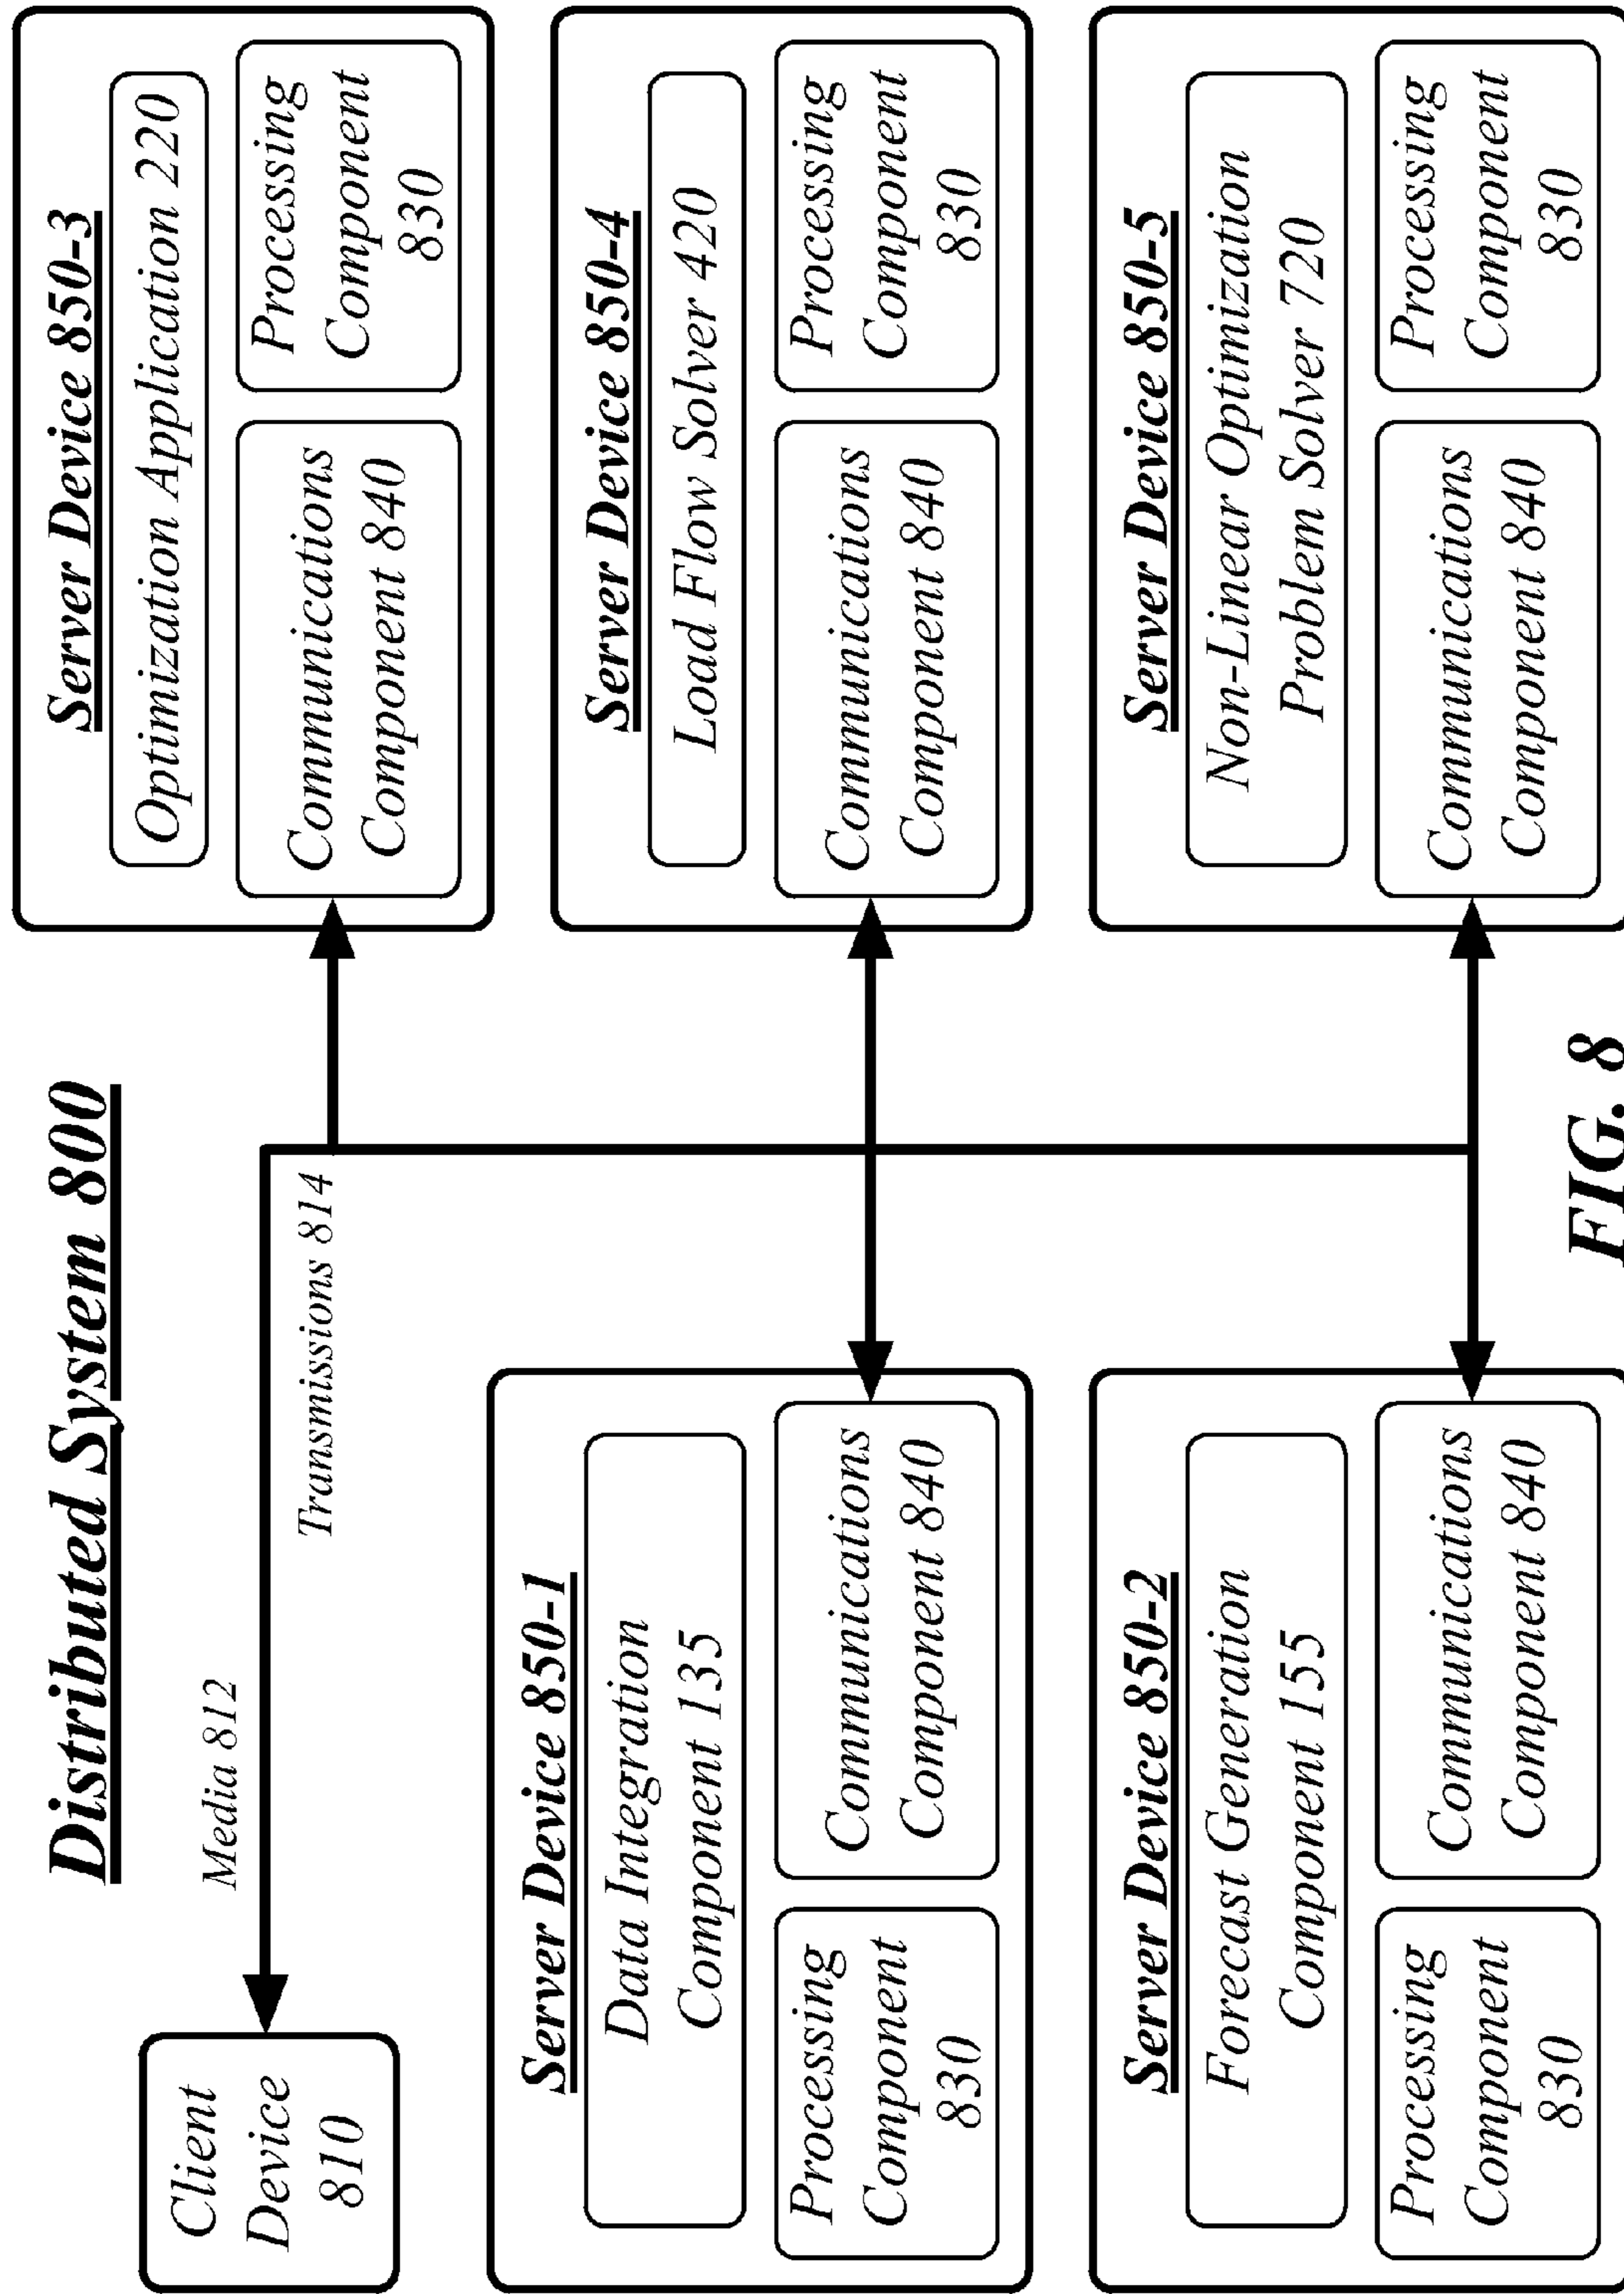 Distributed System 800
Client
Device
810
Media 812
Transmissions 814
Server Device 850-1
Data Integration
Component 135
Processing
Component
830
Communications
Component 840
Server Device 850-2
Forecast Generation
Component 155
Processing
Component
830
Communications
Component 840
Server Device 850-3
Optimization Application 220
Communications
Component 840
Processing
Component
830
Server Device 850-4
Load Flow Solver 420
Communications
Component 840
Processing
Component
830
Server Device 850-5
Non-Linear Optimization
Problem Solver 720
Communications
Component 840
Processing
Component
830
FIG. 8